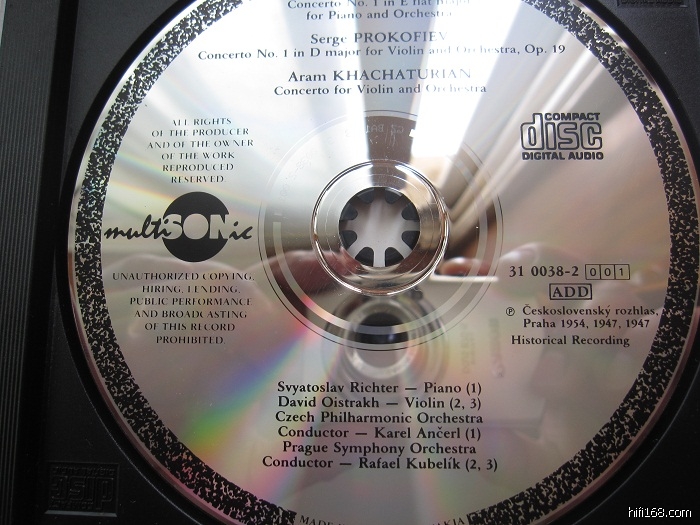 Concerto No. 1 in E flat major
for Piano and Orchestra
Serge PROKOFIEV
Concerto No. 1 in D major for Violin and Orchestra, Op. 19
Aram KHACHATURIAN
Concerto for Violin and Orchestra
ALL RIGHTS
OF THE PRODUCER
AND OF THE OWNER
OF THE WORK
REPRODUCED
RESERVED.
multiSONic
UNAUTHORIZED COPYING,
HIRING, LENDING,
PUBLIC PERFORMANCE
AND BROADCASTING
OF THIS RECORD
PROHIBITED.
COMPACT
disc
DIGITAL AUDIO
31 0038-2 001
ADD
℗ Československý rozhlas,
Praha 1954, 1947, 1947
Historical Recording
Svyatoslav Richter — Piano (1)
David Oistrakh — Violin (2, 3)
Czech Philharmonic Orchestra
Conductor — Karel Ančerl (1)
Prague Symphony Orchestra
Conductor — Rafael Kubelík (2, 3)
MADE
hifi168.com